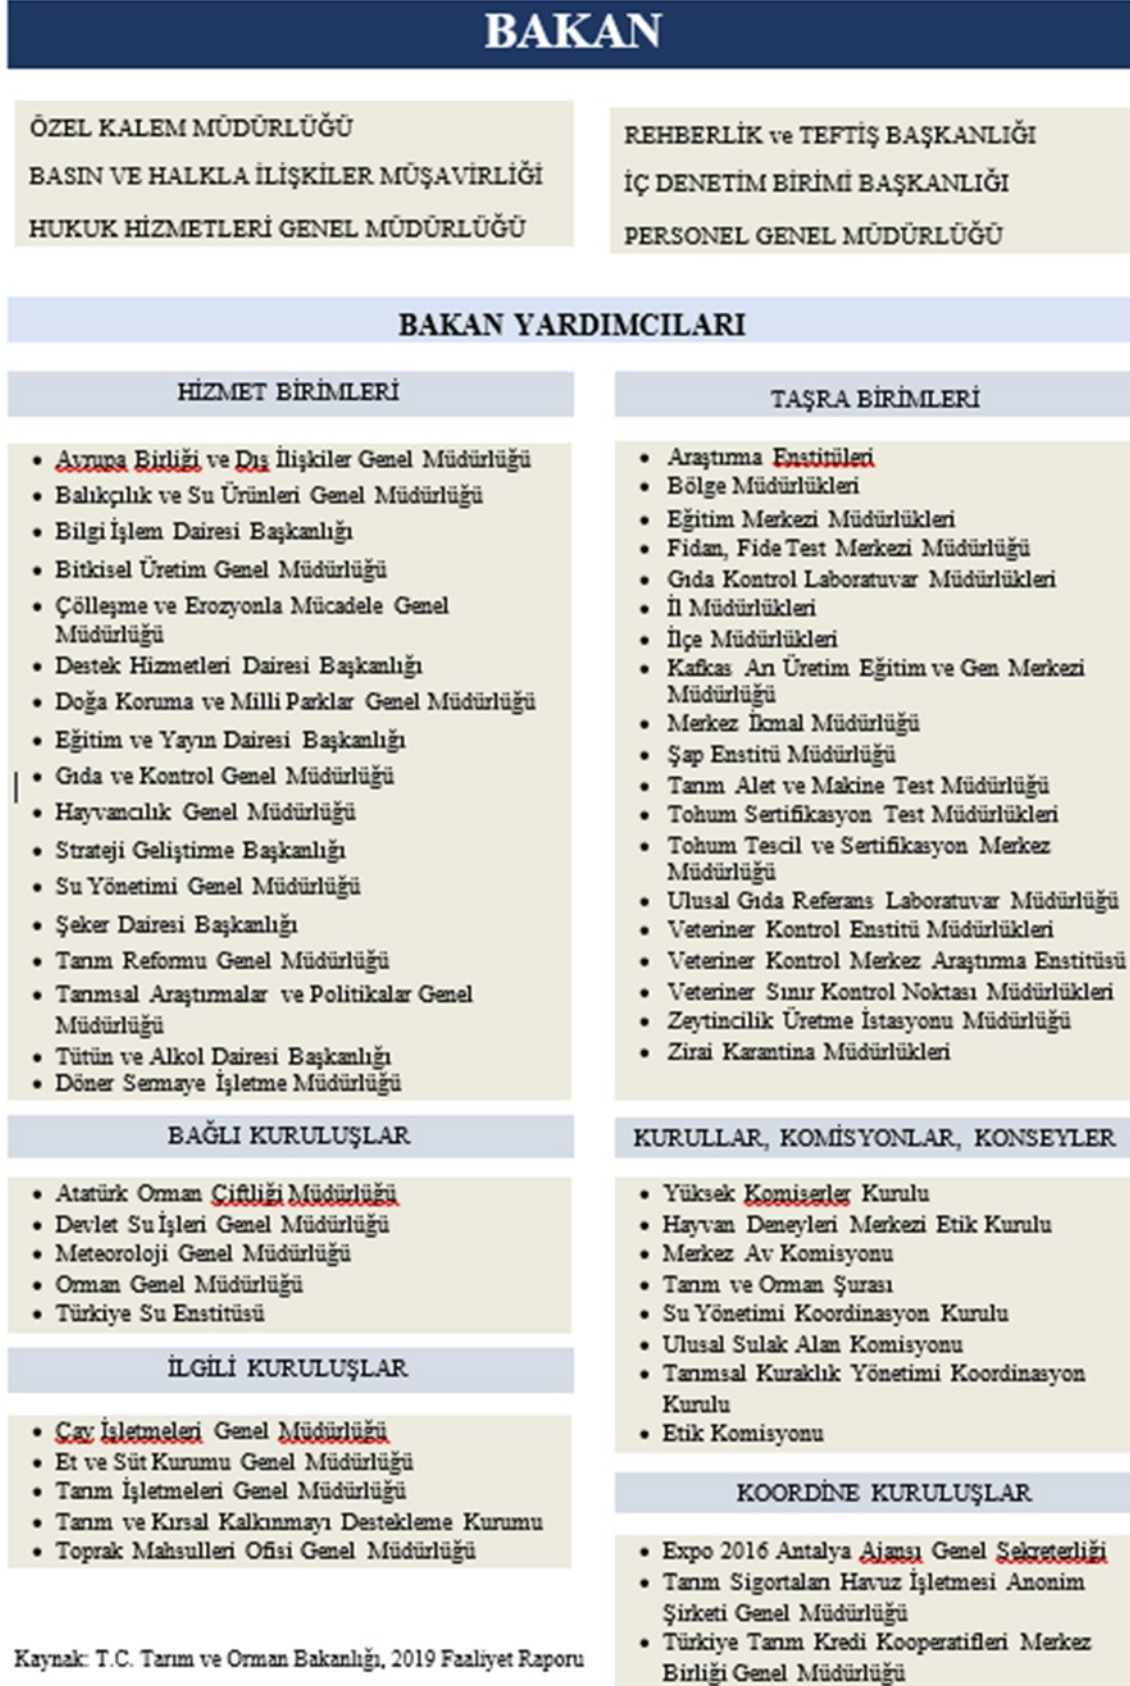 BAKAN
ÖZEL KALEM MÜDÜRLÜĞÜ
BASIN VE HALKLA İLİŞKİLER MÜŞAVİRLİĞİ
HUKUK HİZMETLERİ GENEL MÜDÜRLÜĞÜ
REHBERLİK ve TEFTİŞ BAŞKANLIĞI
İÇ DENETİM BİRİMİ BAŞKANLIĞI
PERSONEL GENEL MÜDÜRLÜĞÜ
BAKAN YARDIMCILARI
HİZMET BİRİMLERİ
• Avrupa Birliği ve Dış İlişkiler Genel Müdürlüğü
• Balıkçılık ve Su Ürünleri Genel Müdürlüğü
• Bilgi İşlem Dairesi Başkanlığı
• Bitkisel Üretim Genel Müdürlüğü
• Çölleşme ve Erozyonla Mücadele Genel
Müdürlüğü
• Destek Hizmetleri Dairesi Başkanlığı
• Doğa Koruma ve Milli Parklar Genel Müdürlüğü
• Eğitim ve Yayın Dairesi Başkanlığı
• Gıda ve Kontrol Genel Müdürlüğü
• Hayvancılık Genel Müdürlüğü
• Strateji Geliştirme Başkanlığı
• Su Yönetimi Genel Müdürlüğü
• Şeker Dairesi Başkanlığı
• Tarım Reformu Genel Müdürlüğü
• Tarımsal Araştırmalar ve Politikalar Genel
Müdürlüğü
• Tütün ve Alkol Dairesi Başkanlığı
• Döner Sermaye İşletme Müdürlüğü
TAŞRA BİRİMLERİ
• Araştırma Enstitüleri
• Bölge Müdürlükleri
• Eğitim Merkezi Müdürlükleri
• Fidan, Fide Test Merkezi Müdürlüğü
• Gıda Kontrol Laboratuvar Müdürlükleri
• İl Müdürlükleri
• İlçe Müdürlükleri
• Kafkas Arı Üretim Eğitim ve Gen Merkezi
Müdürlüğü
• Merkez İkmal Müdürlüğü
• Şap Enstitü Müdürlüğü
• Tarım Alet ve Makine Test Müdürlüğü
• Tohum Sertifikasyon Test Müdürlükleri
• Tohum Tescil ve Sertifikasyon Merkez
Müdürlüğü
• Ulusal Gıda Referans Laboratuvar Müdürlüğü
• Veteriner Kontrol Enstitü Müdürlükleri
• Veteriner Kontrol Merkez Araştırma Enstitüsü
• Veteriner Sınır Kontrol Noktası Müdürlükleri
• Zeytincilik Üretme İstasyonu Müdürlüğü
• Zirai Karantina Müdürlükleri
BAĞLI KURULUŞLAR
• Atatürk Orman Çiftliği Müdürlüğü
• Devlet Su İşleri Genel Müdürlüğü
• Meteoroloji Genel Müdürlüğü
• Orman Genel Müdürlüğü
• Türkiye Su Enstitüsü
İLGİLİ KURULUŞLAR
• Çay İşletmeleri Genel Müdürlüğü
• Et ve Süt Kurumu Genel Müdürlüğü
• Tarım İşletmeleri Genel Müdürlüğü
• Tarım ve Kırsal Kalkınmayı Destekleme Kurumu
• Toprak Mahsulleri Ofisi Genel Müdürlüğü
KURULLAR, KOMİSYONLAR, KONSEYLER
• Yüksek Komiserler Kurulu
• Hayvan Deneyleri Merkezi Etik Kurulu
• Merkez Av Komisyonu
• Tarım ve Orman Şurası
• Su Yönetimi Koordinasyon Kurulu
• Ulusal Sulak Alan Komisyonu
• Tarımsal Kuraklık Yönetimi Koordinasyon
Kurulu
• Etik Komisyonu
KOORDİNE KURULUŞLAR
• Expo 2016 Antalya Ajansı Genel Sekreterliği
• Tarım Sigortaları Havuz İşletmesi Anonim
Şirketi Genel Müdürlüğü
• Türkiye Tarım Kredi Kooperatifleri Merkez
Birliği Genel Müdürlüğü
Kaynak: T.C. Tarım ve Orman Bakanlığı, 2019 Faaliyet Raporu